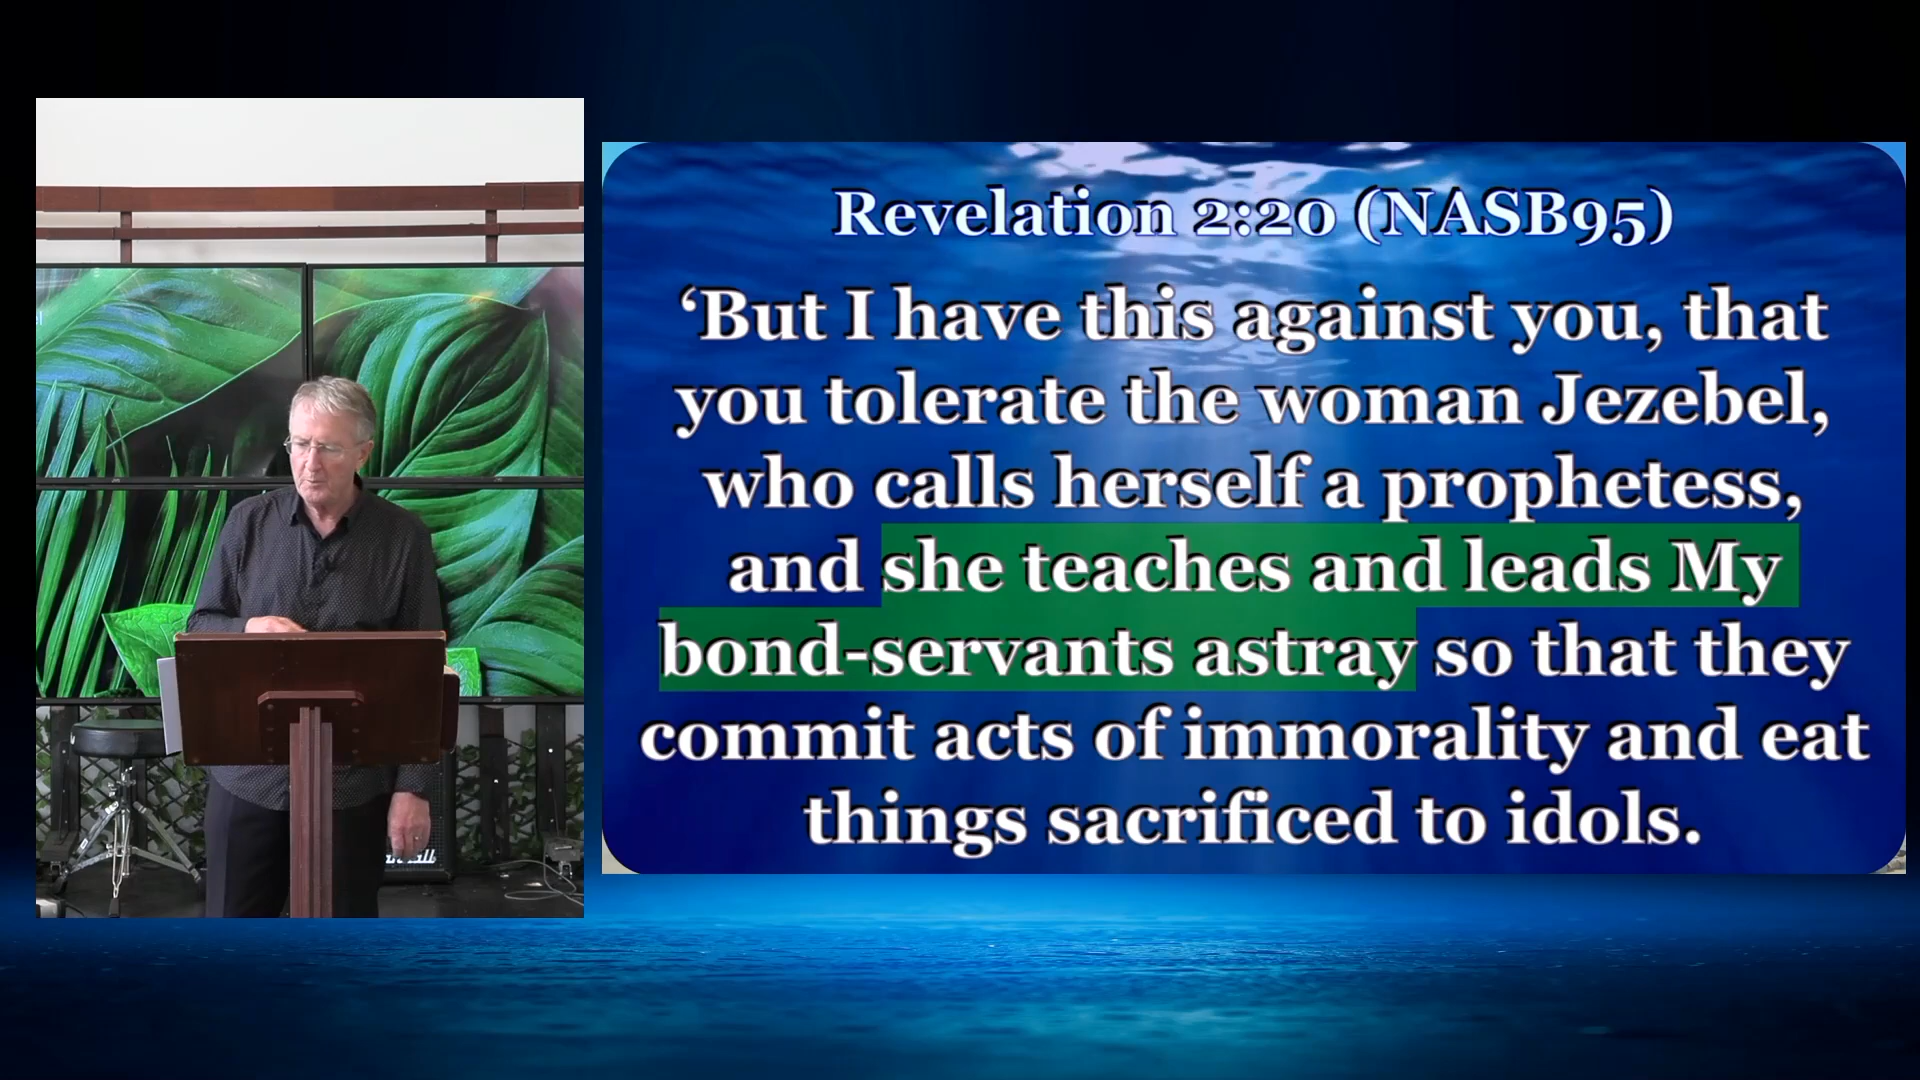 Revelation 2:20 (NASB95)
‘But I have this against you, that
you tolerate the woman Jezebel,
who calls herself a prophetess,
and she teaches and leads My
bond-servants astray so that they
commit acts of immorality and eat
things sacrificed to idols.